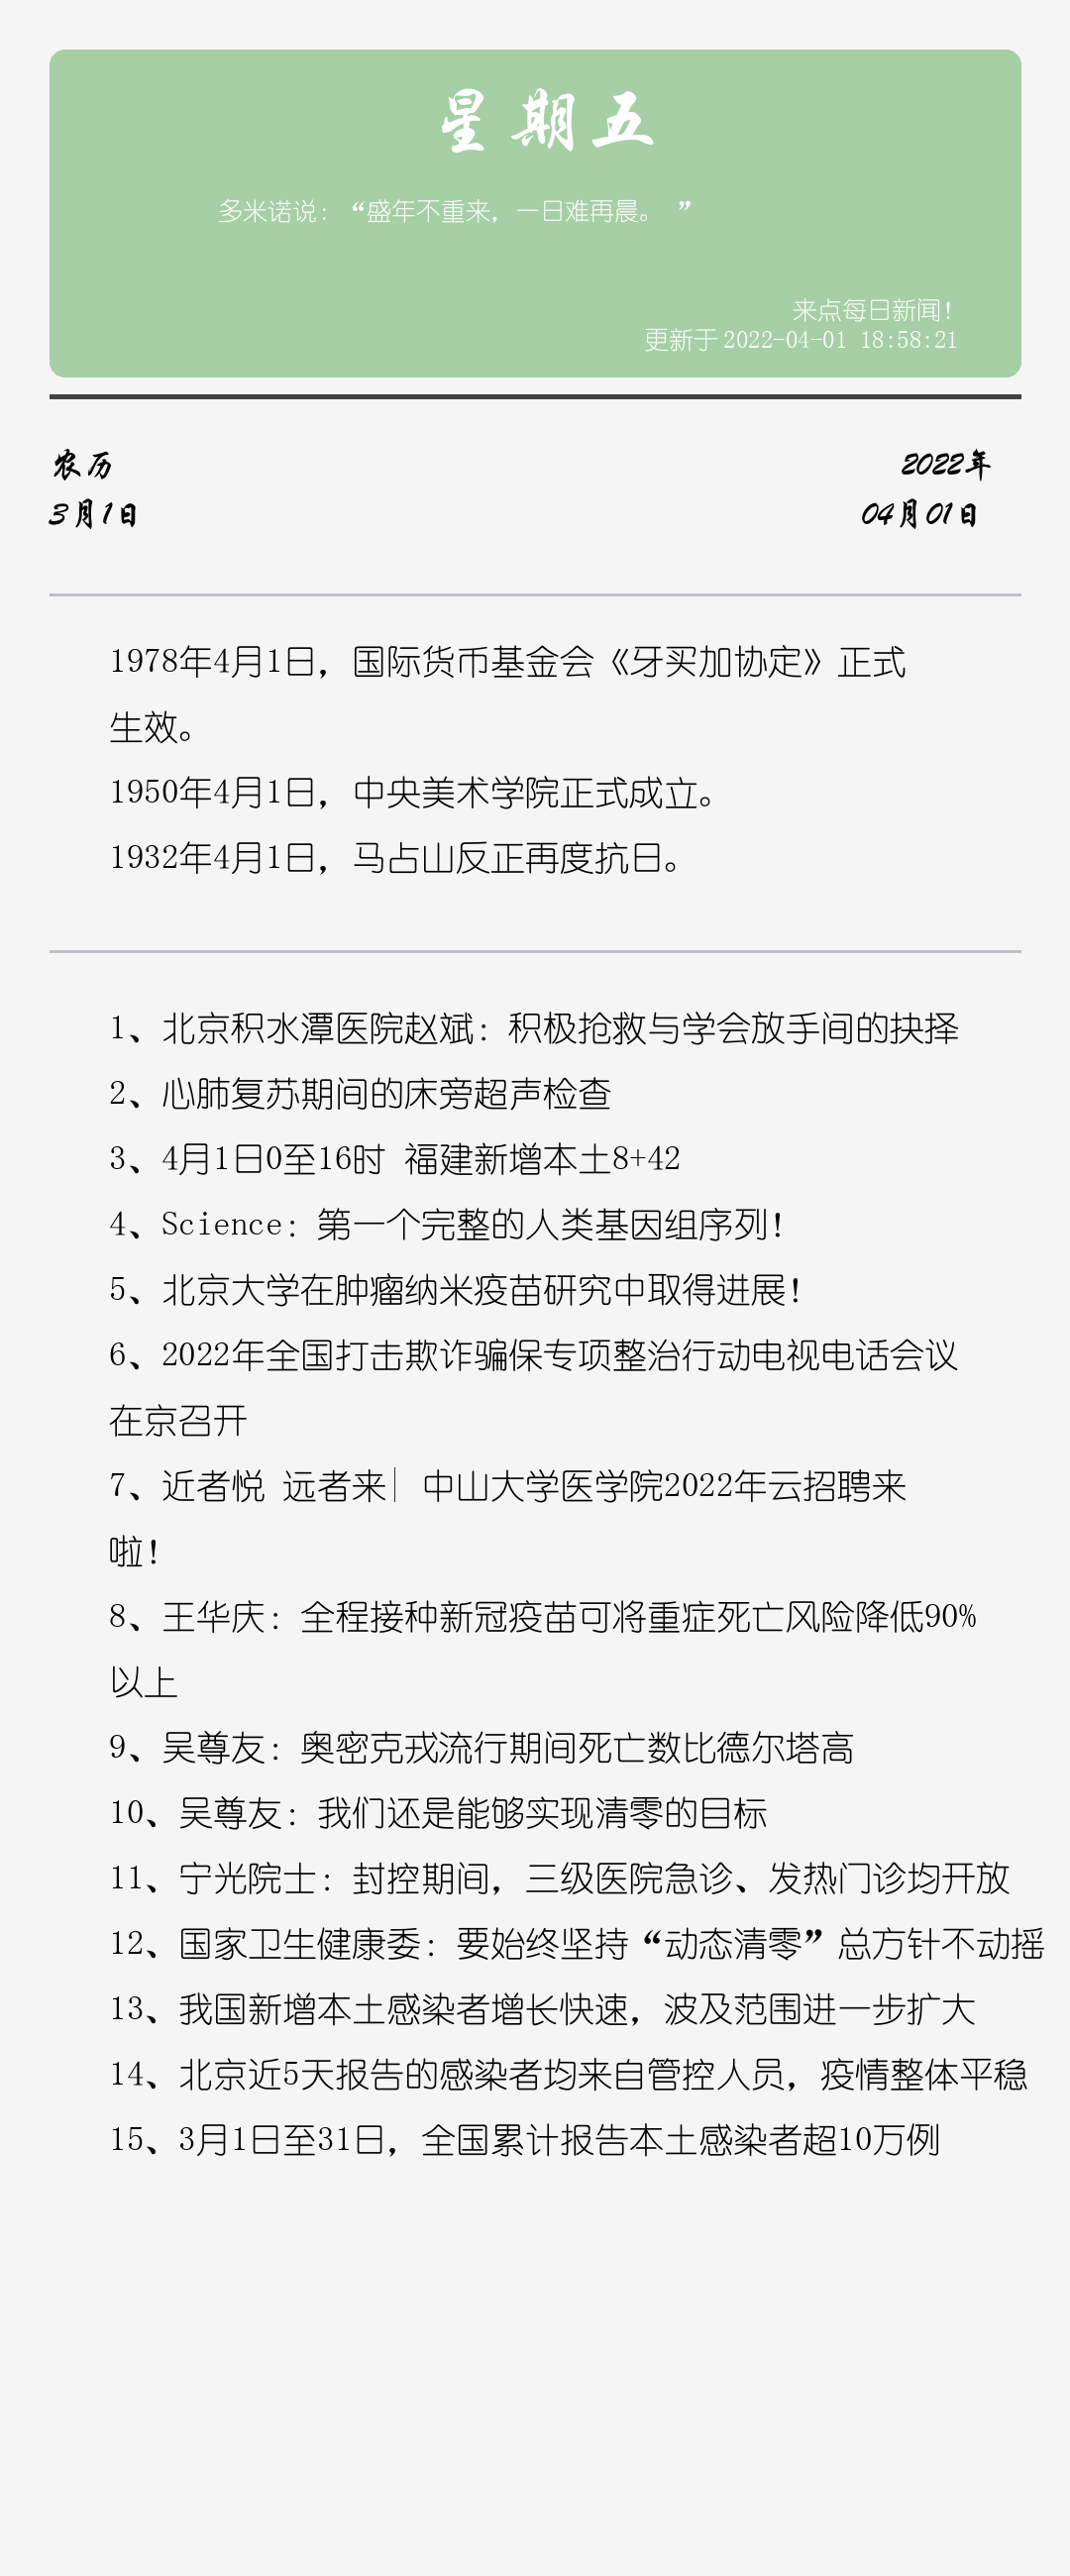 星期五
多米诺说：“盛年不重来，一日难再晨。 ”
来点每日新闻！
更新于 2022-04-01 18:58:21
农历
2022年
3月1日
04月01日
1978年4月1日，国际货币基金会《牙买加协定》正式
生效。
1950年4月1日，中央美术学院正式成立。
1932年4月1日，马占山反正再度抗日。
1、北京积水潭医院赵斌：积极抢救与学会放手间的抉择
2、心肺复苏期间的床旁超声检查
3、4月1日0至16时 福建新增本土8+42
4、Science：第一个完整的人类基因组序列！
5、北京大学在肿瘤纳米疫苗研究中取得进展！
6、2022年全国打击欺诈骗保专项整治行动电视电话会议
在京召开
7、近者悦 远者来| 中山大学医学院2022年云招聘来
啦！
8、王华庆：全程接种新冠疫苗可将重症死亡风险降低90%
以上
9、吴尊友：奥密克戎流行期间死亡数比德尔塔高
10、吴尊友：我们还是能够实现清零的目标
11、宁光院士：封控期间，三级医院急诊、发热门诊均开放
12、国家卫生健康委：要始终坚持“动态清零”总方针不动摇
13、我国新增本土感染者增长快速，波及范围进一步扩大
14、北京近5天报告的感染者均来自管控人员，疫情整体平稳
15、3月1日至31日，全国累计报告本土感染者超10万例